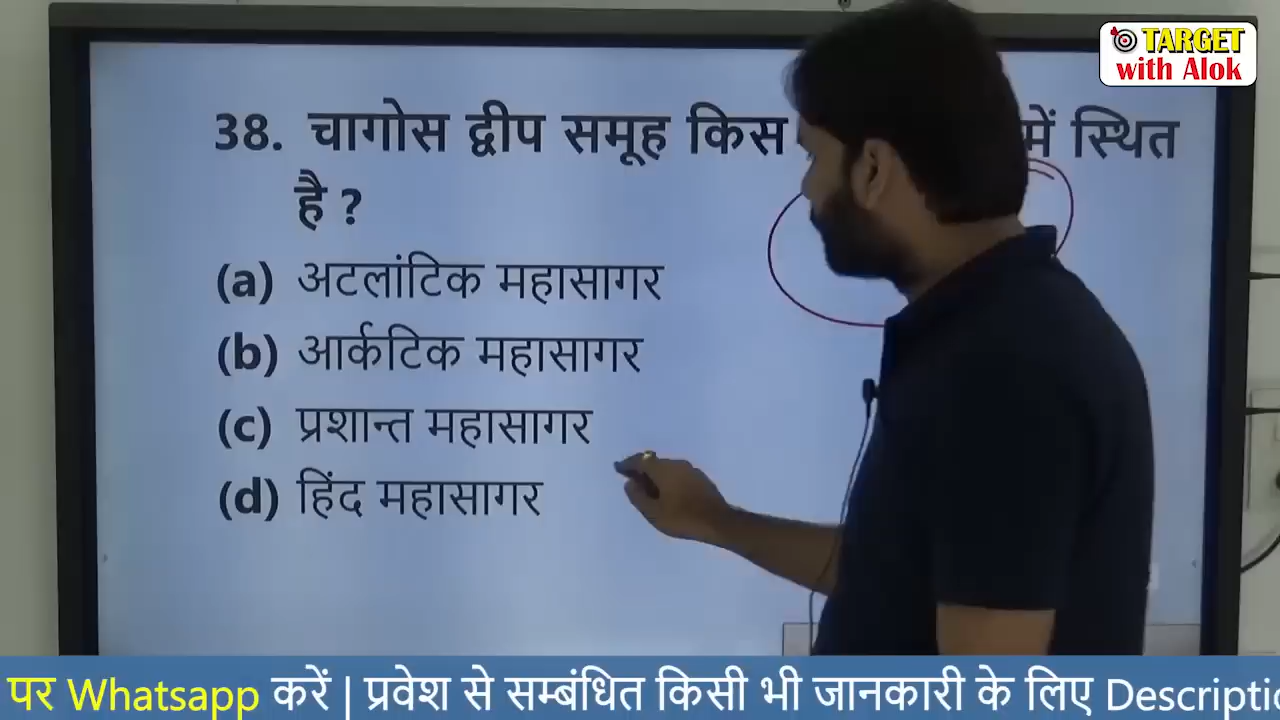 TARGET
with Alok
38. चागोस द्वीप समूह किस में स्थित
है ?
(a) अटलांटिक महासागर
(b) आर्कटिक महासागर
(c) प्रशान्त महासागर
(d) हिंद महासागर
पर Whatsapp करें | प्रवेश से सम्बंधित किसी भी जानकारी के लिए